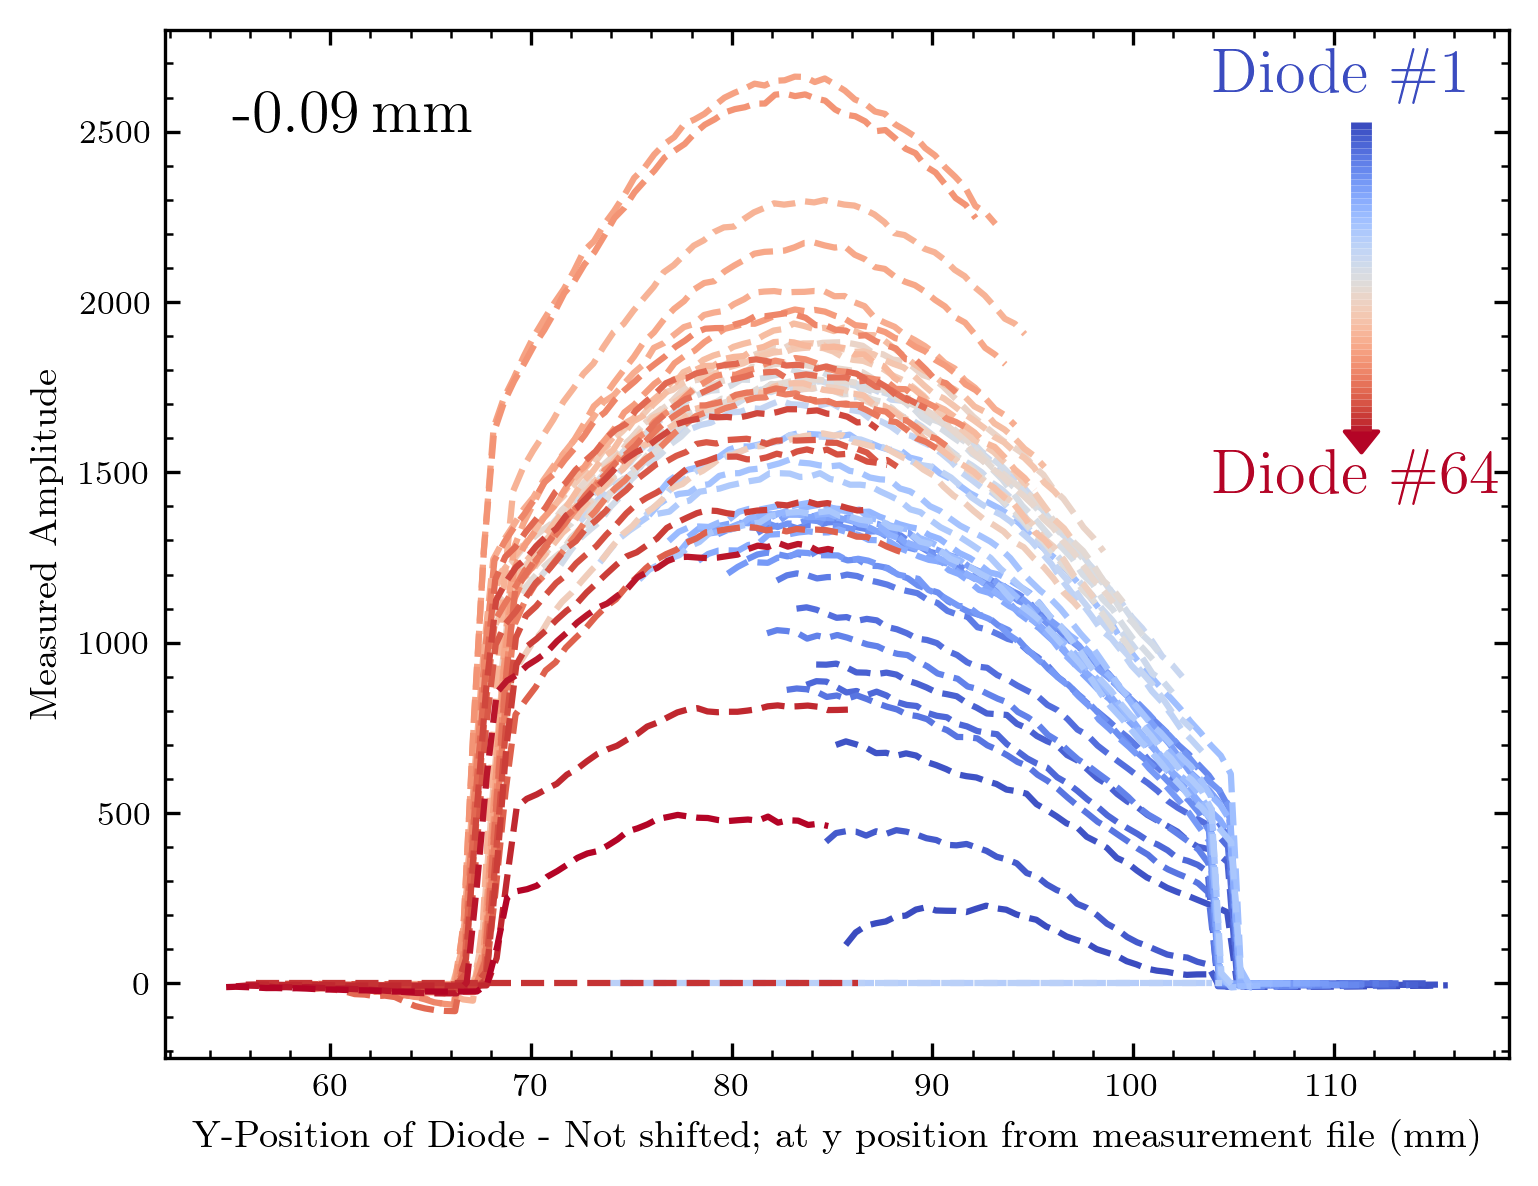 -0.09 mm
Diode #1
Diode #64
Measured Amplitude
2500
2000
1500
1000
500
0
60 70 80 90 100 110
Y-Position of Diode - Not shifted; at y position from measurement file (mm)